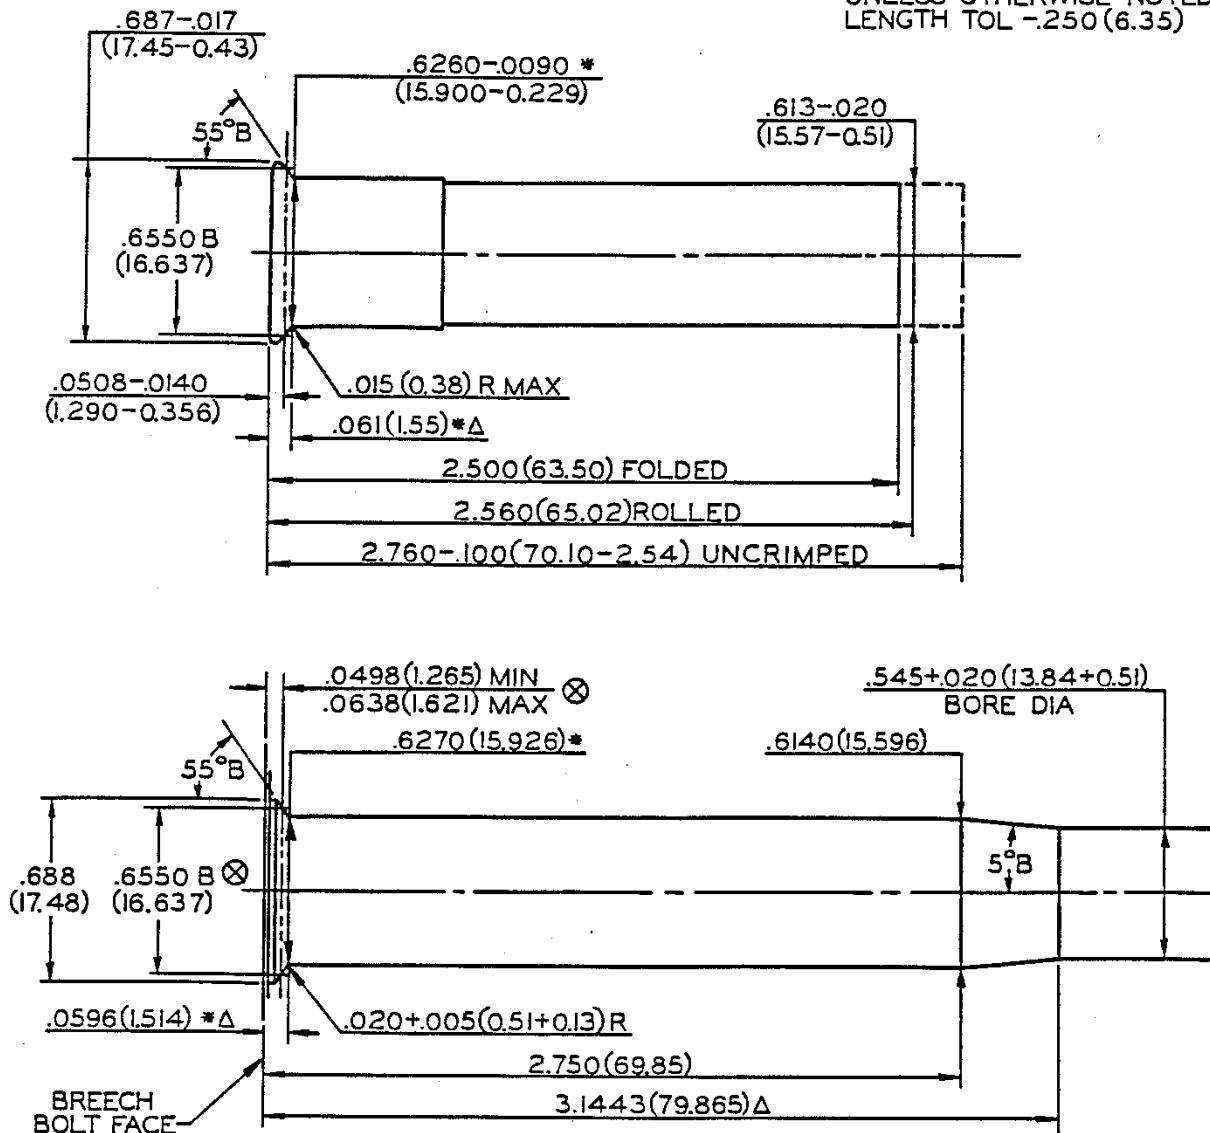 UNLESS OTHERWISE NOTED
LENGTH TOL -.250(6.35)
.687-.017
(17.45-0.43)
.6260-.0090 *
(15.900-0.229)
.613-.020
(15.57-0.51)
55°B
.6550 B
(16.637)
.0508-.0140
(1.290-0.356)
.015(0.38) R MAX
.061(1.55)*Δ
2.500(63.50) FOLDED
2.560(65.02)ROLLED
2.760-.100(70.10-2.54) UNCRIMPED
.0498(1.265) MIN
.0638(1.621) MAX ⊗
.545+.020(13.84+0.51)
BORE DIA
.6270(15.926)*
.6140(15.596)
55°B
.688
(17.48)
.6550 B ⊗
(16.637)
5°B
.0596(1.514) *Δ
.020+.005(0.51+0.13)R
2.750(69.85)
3.1443(79.865)Δ
BREECH
BOLT FACE